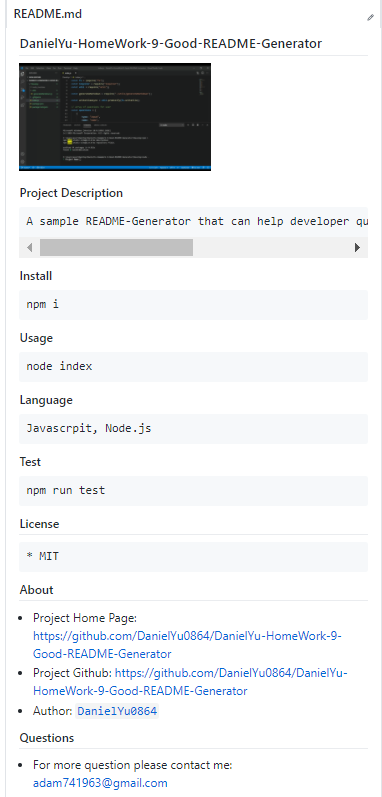 README.md
DanielYu-HomeWork-9-Good-README-Generator
Project Description
A sample README-Generator that can help developer qu
Install
npm i
Usage
node index
Language
Javascrpit, Node.js
Test
npm run test
License
* MIT
About
• Project Home Page:
https://github.com/DanielYu0864/DanielYu-HomeWork-9-
Good-README-Generator
• Project Github: https://github.com/DanielYu0864/DanielYu-
HomeWork-9-Good-README-Generator
• Author: DanielYu0864
Questions
• For more question please contact me:
adam741963@gmail.com